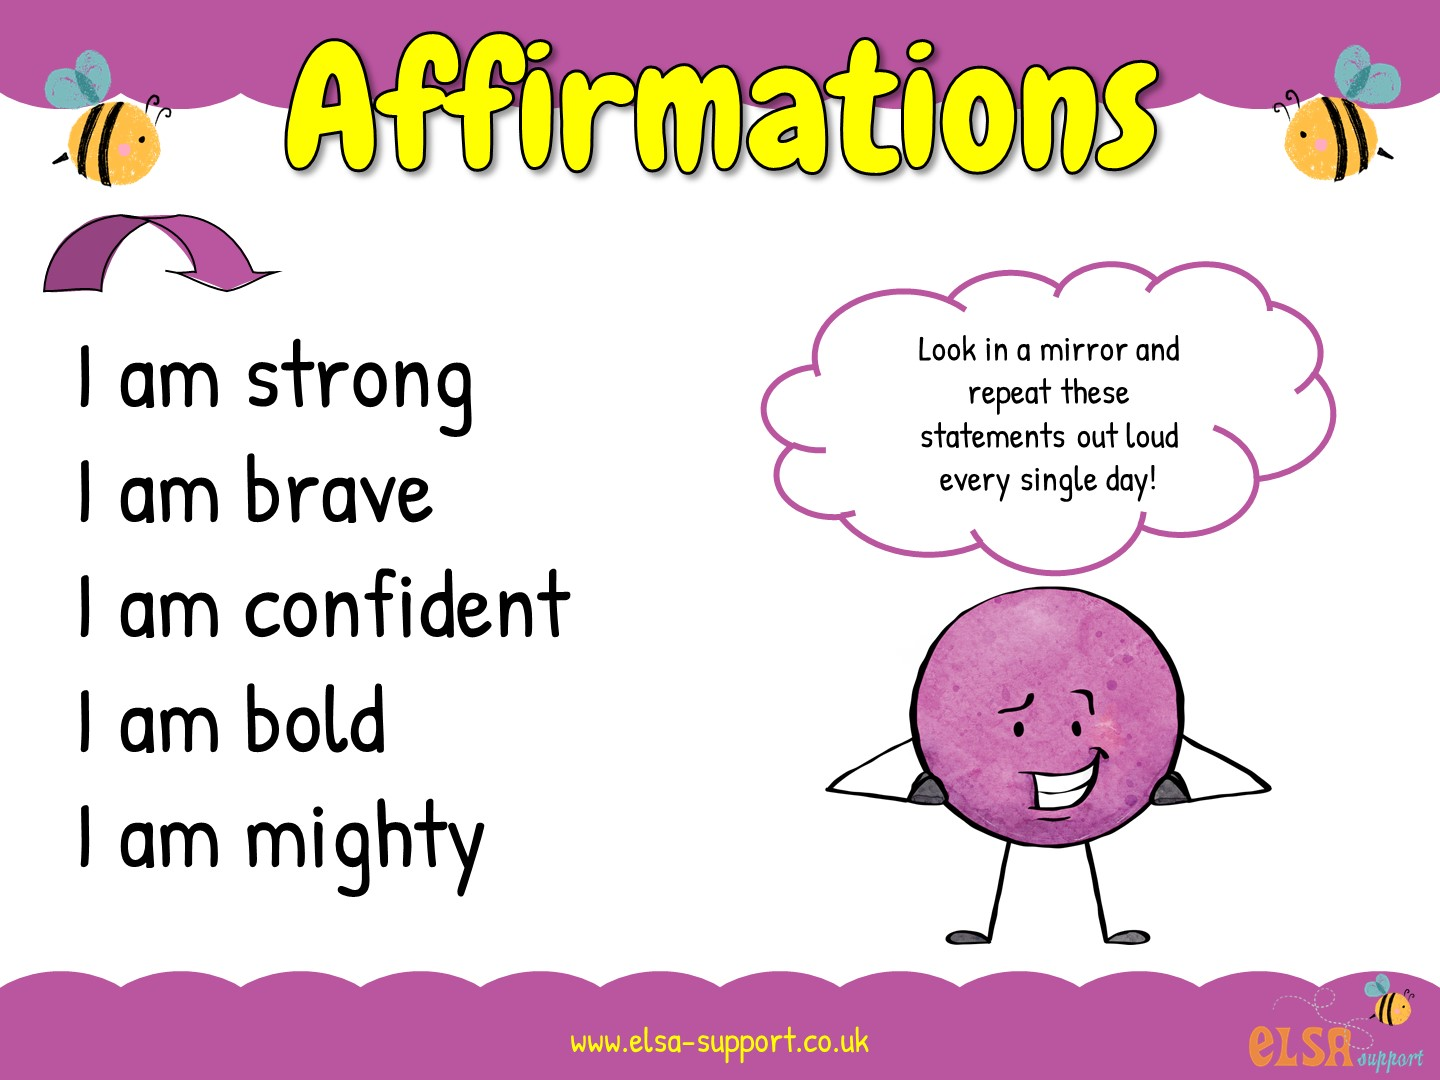 Affirmations
I am strong
I am brave
I am confident
I am bold
I am mighty
Look in a mirror and
repeat these
statements out loud
every single day!
www.elsa-support.co.uk
ELSA support